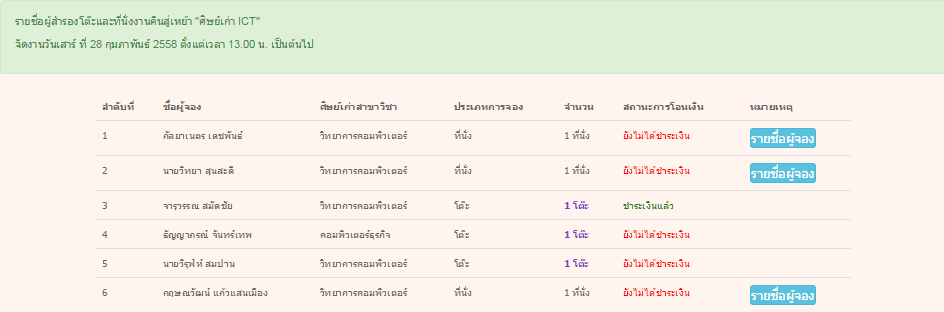 รายชื่อผู้สำรองโต๊ะและที่นั่งงานคืนสู่เหย้า "ศิษย์เก่า ICT"
จัดงานวันเสาร์ ที่ 28 กุมภาพันธ์ 2558 ตั้งแต่เวลา 13.00 น. เป็นต้นไป
ลำดับที่ ชื่อผู้จอง ศิษย์เก่าสาขาวิชา ประเภทการจอง จำนวน สถานะการโอนเงิน หมายเหตุ
1 กัลยาเนตร เดชพันธ์ วิทยาการคอมพิวเตอร์ ที่นั่ง 1 ที่นั่ง ยังไม่ได้ชำระเงิน รายชื่อผู้จอง
2 นายวิทยา สุนสะดี วิทยาการคอมพิวเตอร์ ที่นั่ง 1 ที่นั่ง ยังไม่ได้ชำระเงิน รายชื่อผู้จอง
3 จารุวรรณ สมัดชัย วิทยาการคอมพิวเตอร์ โต๊ะ 1 โต๊ะ ชำระเงินแล้ว
4 ธัญญาภรณ์ จันทร์เทพ คอมพิวเตอร์ธุรกิจ โต๊ะ 1 โต๊ะ ยังไม่ได้ชำระเงิน
5 นายวิรุฬห์ สมปาน วิทยาการคอมพิวเตอร์ โต๊ะ 1 โต๊ะ ยังไม่ได้ชำระเงิน
6 กฤษณวัฒน์ แก้วแสนเมือง วิทยาการคอมพิวเตอร์ ที่นั่ง 1 ที่นั่ง ยังไม่ได้ชำระเงิน รายชื่อผู้จอง